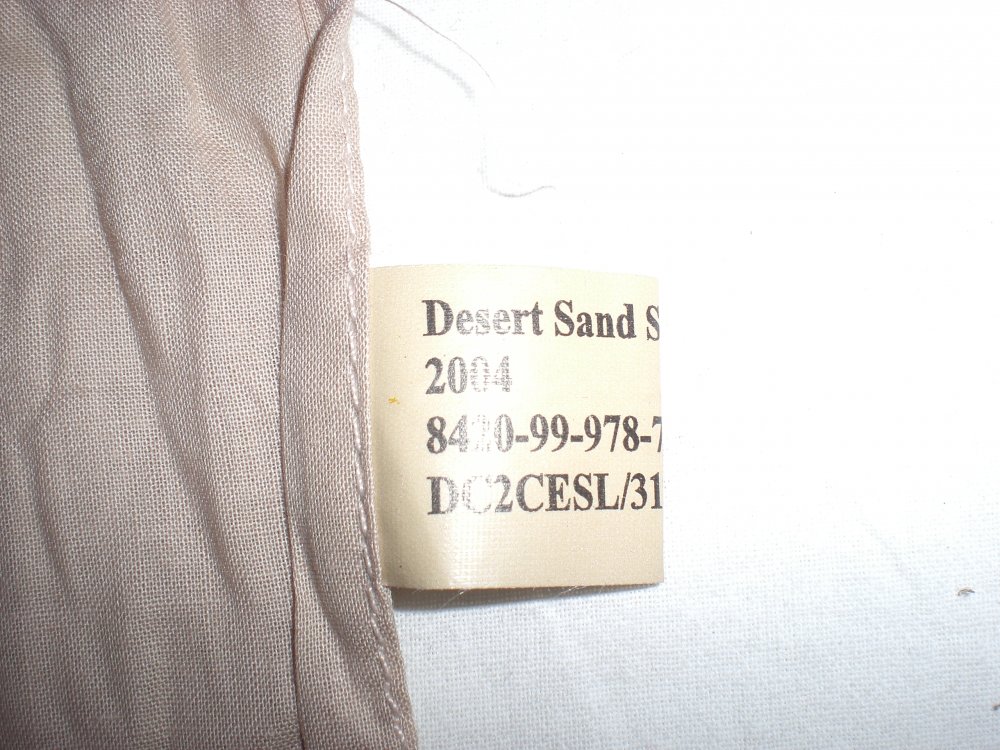 Desert Sand S
2004
8420-99-978-7
DC2CESL/31